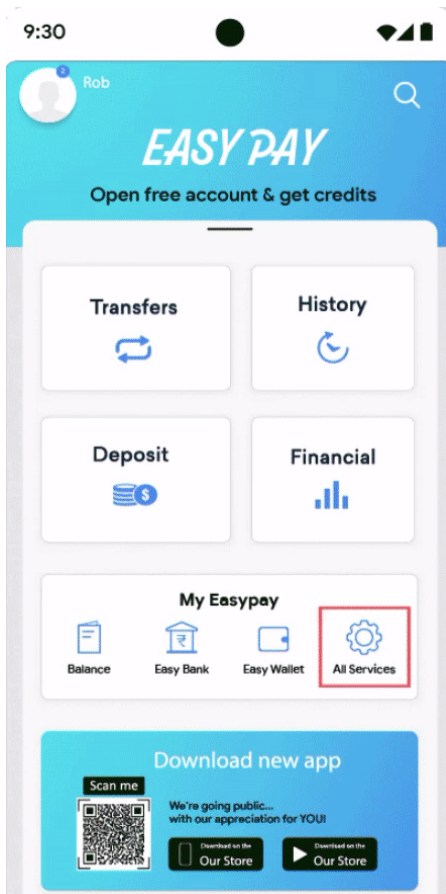 9:30
2
Rob
EASY PAY
Open free account & get credits
Transfers
History
Deposit
$
Financial
My Easypay
₹
Balance
Easy Bank
Easy Wallet
All Services
Download new app
Scan me
We're going public...
with our appreciation for YOU!
Download on the
Our Store
Download on the
Our Store